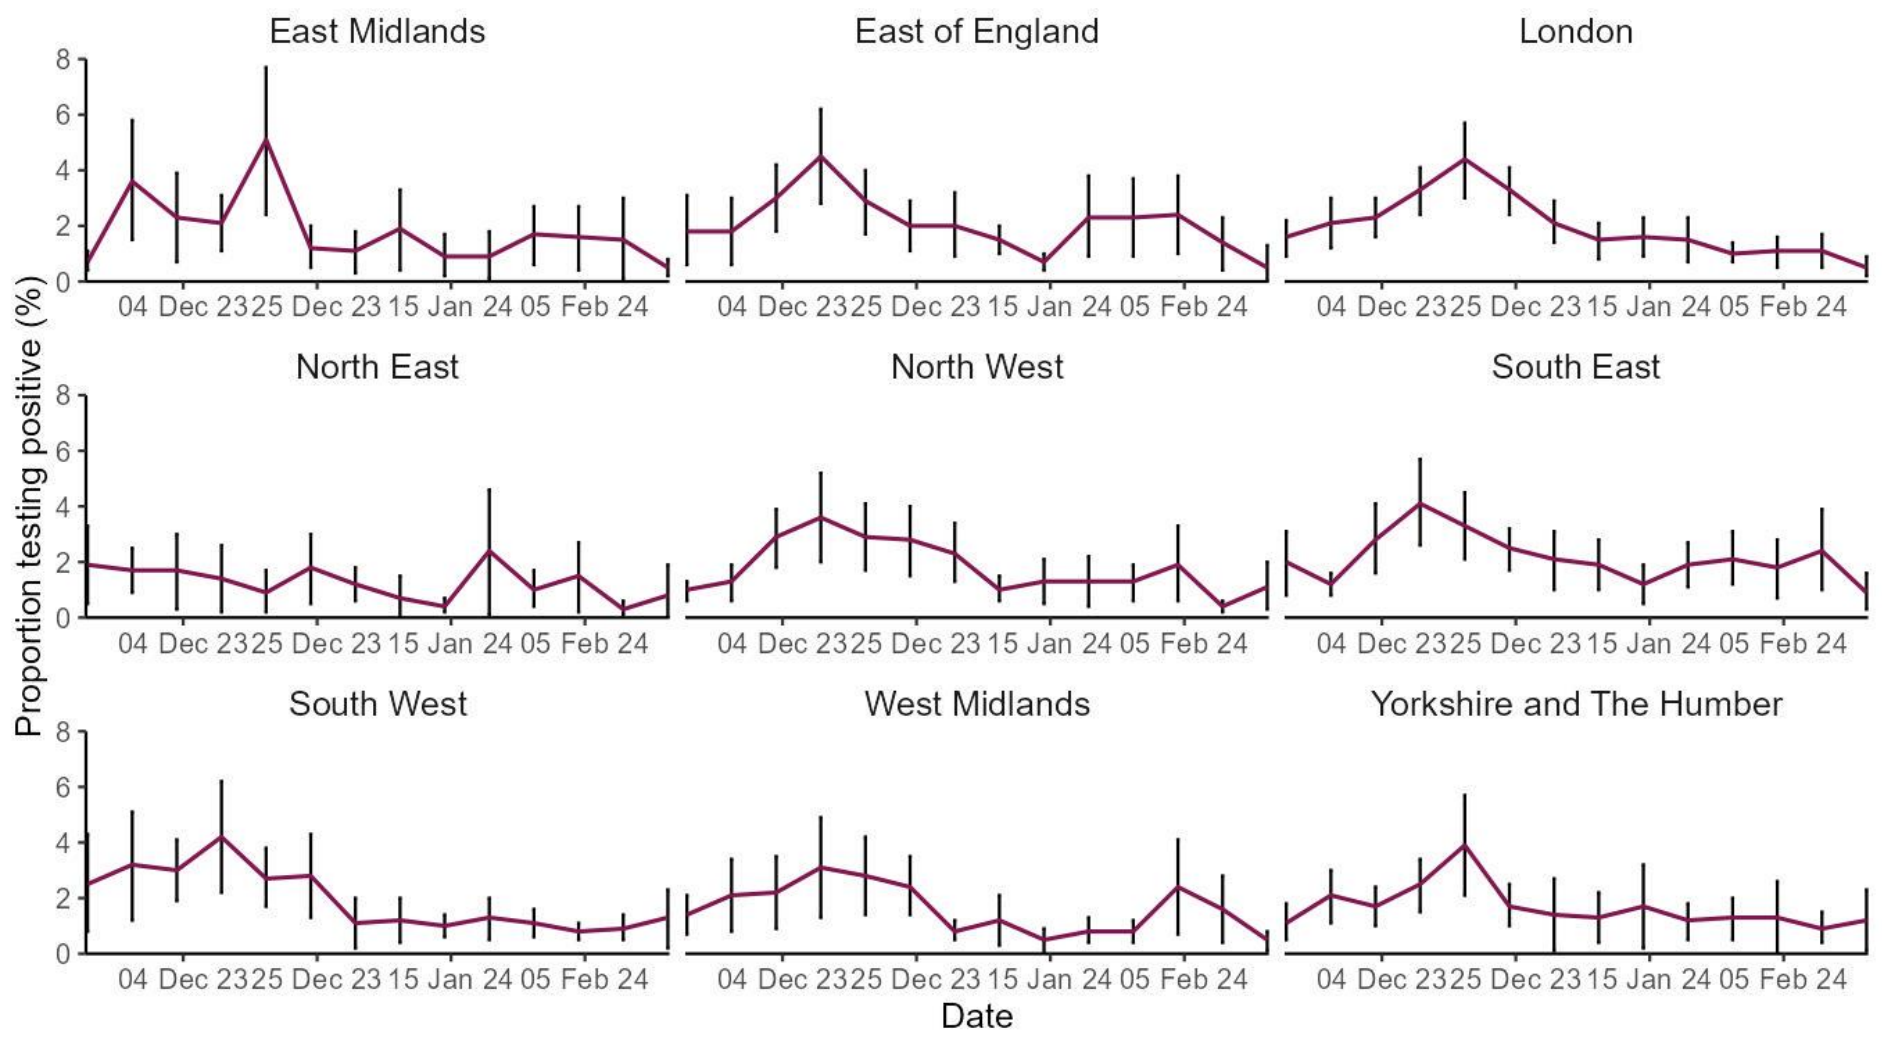 East Midlands
East of England
London
8
6
4
2
0
04 Dec 23 25 Dec 23 15 Jan 24 05 Feb 24
04 Dec 23 25 Dec 23 15 Jan 24 05 Feb 24
04 Dec 23 25 Dec 23 15 Jan 24 05 Feb 24
Proportion testing positive (%)
North East
North West
South East
8
6
4
2
0
04 Dec 23 25 Dec 23 15 Jan 24 05 Feb 24
04 Dec 23 25 Dec 23 15 Jan 24 05 Feb 24
04 Dec 23 25 Dec 23 15 Jan 24 05 Feb 24
South West
West Midlands
Yorkshire and The Humber
8
6
4
2
0
04 Dec 23 25 Dec 23 15 Jan 24 05 Feb 24
04 Dec 23 25 Dec 23 15 Jan 24 05 Feb 24
04 Dec 23 25 Dec 23 15 Jan 24 05 Feb 24
Date